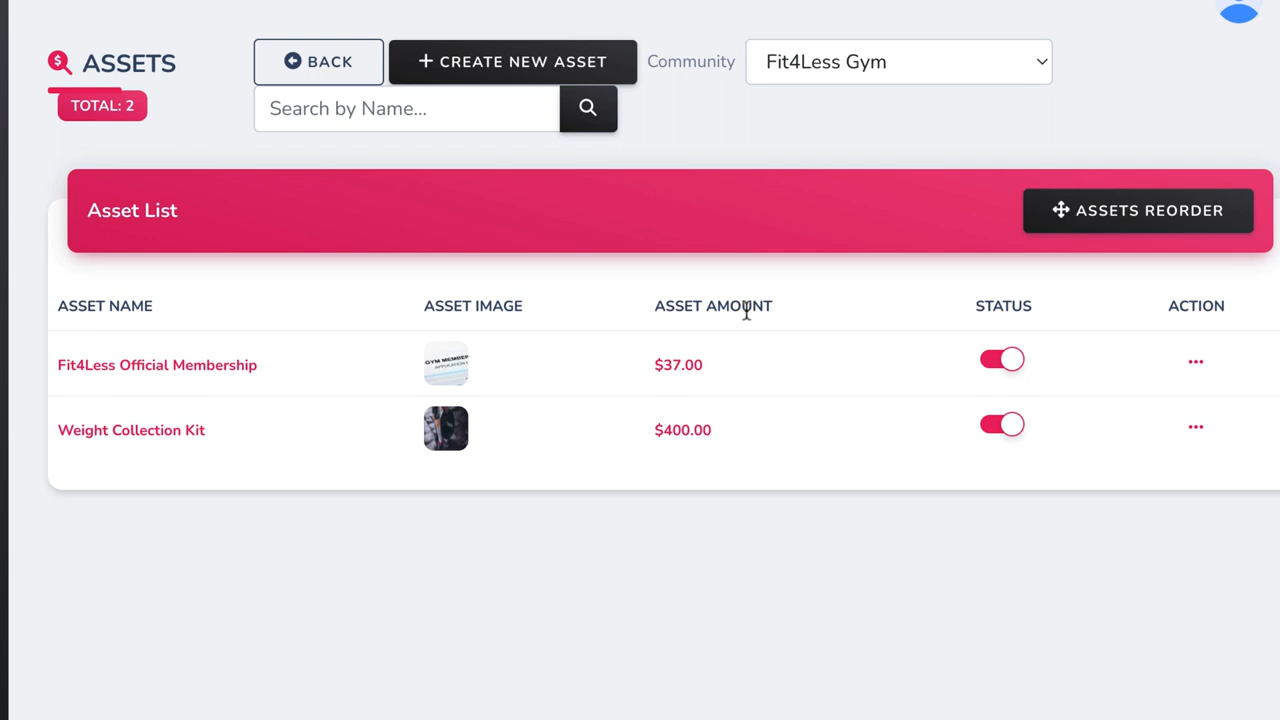 ASSETS
TOTAL: 2
BACK
CREATE NEW ASSET
Community
Fit4Less Gym
Search by Name...
Asset List
ASSETS REORDER
ASSET NAME ASSET IMAGE ASSET AMOUNT STATUS ACTION
Fit4Less Official Membership $37.00
Weight Collection Kit $400.00